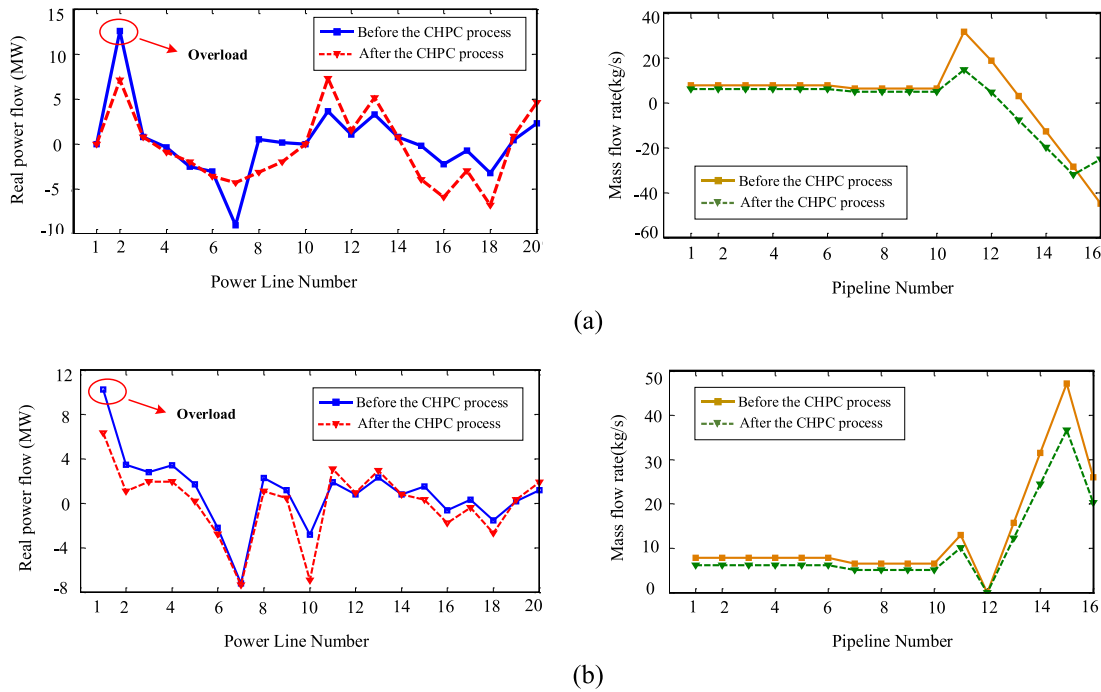 Real power flow (MW)
15
10
5
0
-5
-10
Overload
Before the CHPC process
After the CHPC process
1 2 4 6 8 10 12 14 16 18 20
Power Line Number
Mass flow rate(kg/s)
40
20
0
-20
-40
-60
Before the CHPC process
After the CHPC process
1 2 4 6 8 10 12 14 16
Pipeline Number
(a)
Real power flow (MW)
12
8
4
0
-4
-8
Overload
Before the CHPC process
After the CHPC process
1 2 4 6 8 10 12 14 16 18 20
Power Line Number
Mass flow rate(kg/s)
50
40
30
20
10
0
Before the CHPC process
After the CHPC process
1 2 4 6 8 10 12 14 16
Pipeline Number
(b)